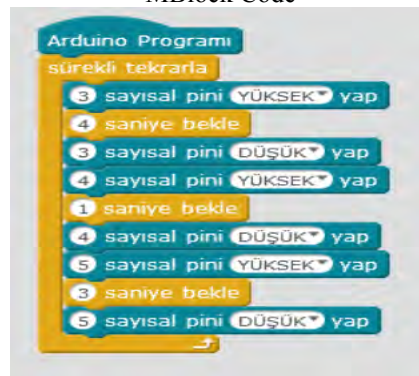 MBlock Code
Arduino Programı
sürekli tekrarla
3 sayısal pini YÜKSEK yap
4 saniye bekle
3 sayısal pini DÜŞÜK yap
4 sayısal pini YÜKSEK yap
1 saniye bekle
4 sayısal pini DÜŞÜK yap
5 sayısal pini YÜKSEK yap
3 saniye bekle
5 sayısal pini DÜŞÜK yap